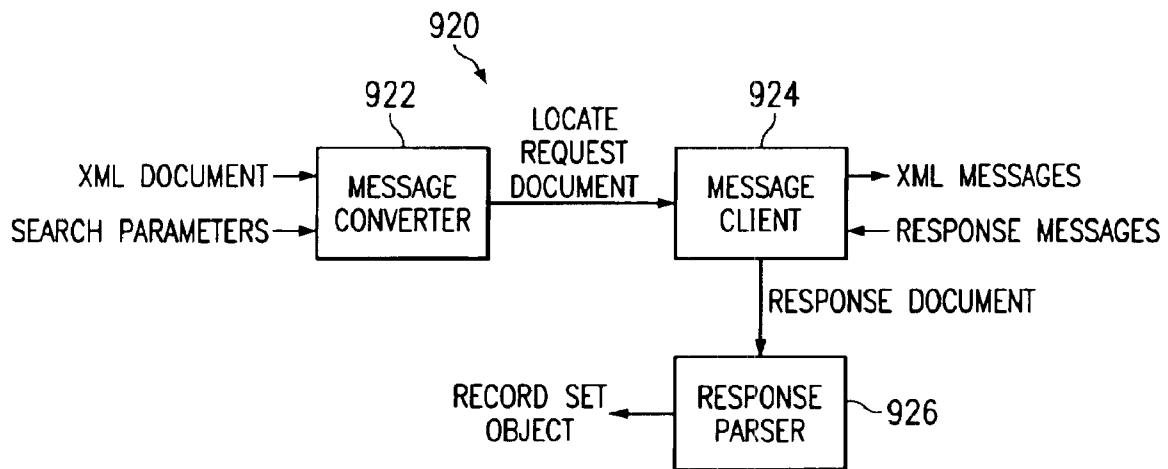 920
922
924
LOCATE
REQUEST
DOCUMENT
XML DOCUMENT
SEARCH PARAMETERS
MESSAGE
CONVERTER
MESSAGE
CLIENT
XML MESSAGES
RESPONSE MESSAGES
RESPONSE DOCUMENT
RECORD SET
OBJECT
RESPONSE
PARSER
926